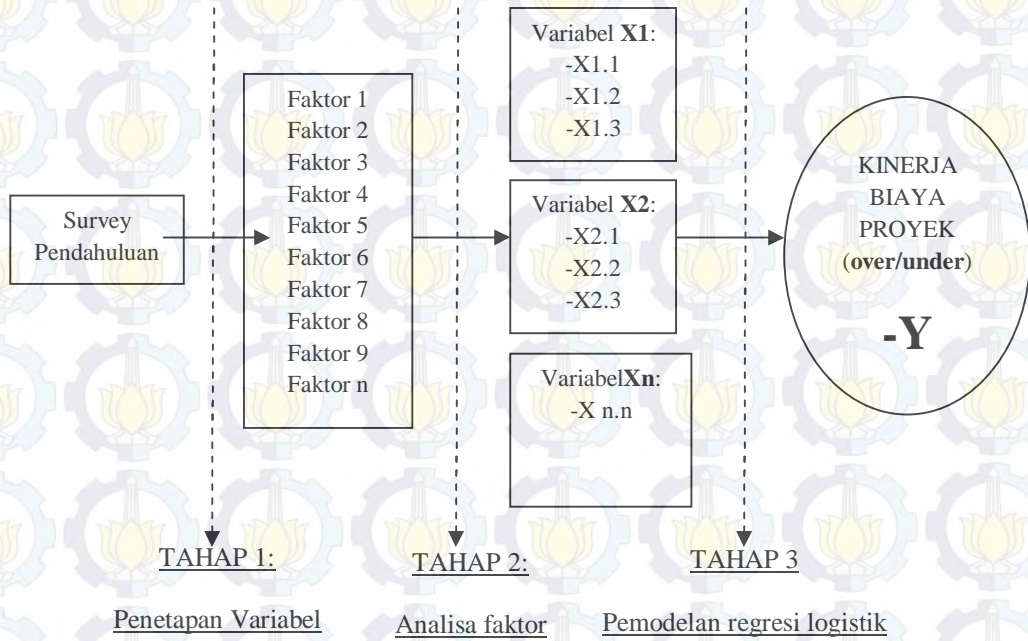 Survey
Pendahuluan
Faktor 1
Faktor 2
Faktor 3
Faktor 4
Faktor 5
Faktor 6
Faktor 7
Faktor 8
Faktor 9
Faktor n
Variabel X1:
-X1.1
-X1.2
-X1.3
Variabel X2:
-X2.1
-X2.2
-X2.3
VariabelXn:
-X n.n
KINERJA
BIAYA
PROYEK
(over/under)
-Y
TAHAP 1:
Penetapan Variabel
TAHAP 2:
Analisa faktor
TAHAP 3
Pemodelan regresi logistik